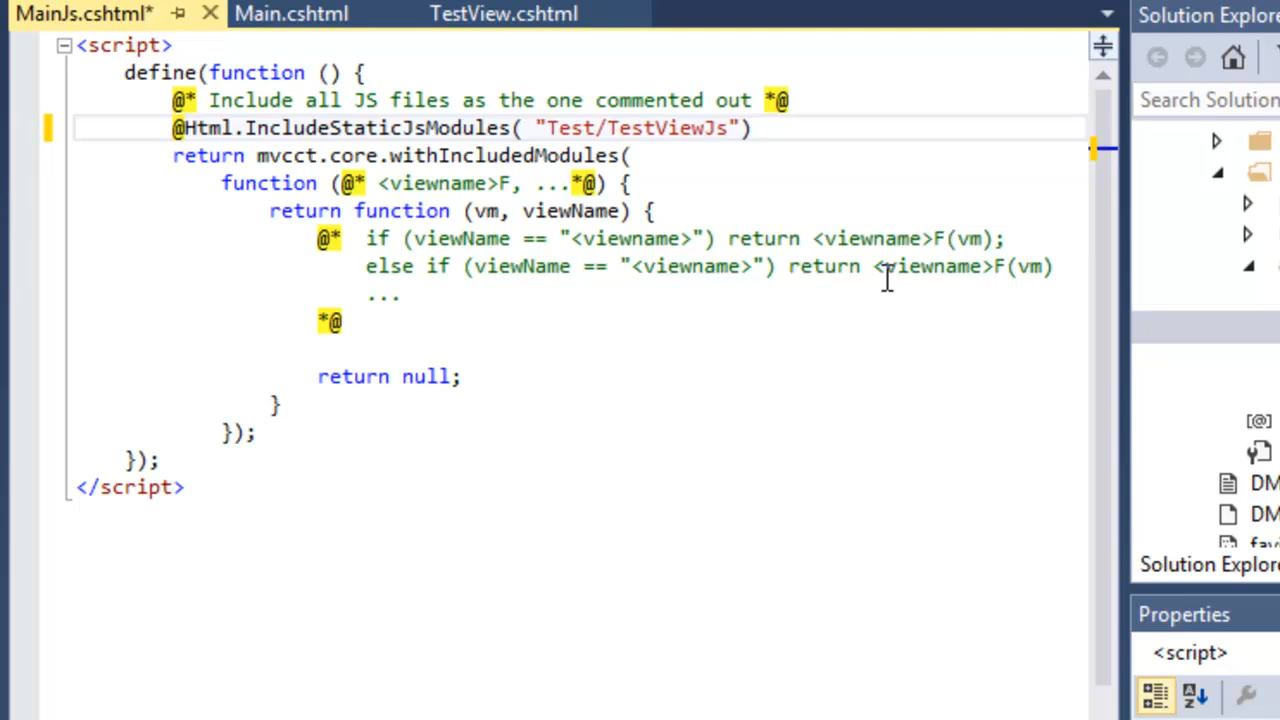 MainJs.cshtml*
Main.cshtml
TestView.cshtml
Solution Explore
<script>
define(function () {
@* Include all JS files as the one commented out *@
@Html.IncludeStaticJsModules( "Test/TestViewJs")
return mvcct.core.withIncludedModules(
function (@* <viewname>F, ...*@) {
return function (vm, viewName) {
@* if (viewName == "<viewname>") return <viewname>F(vm);
else if (viewName == "<viewname>") return <viewname>F(vm)
...
*@
return null;
}
});
});
</script>
Search Solution
[@]
DM
DM
favi
Solution Explore
Properties
<script>